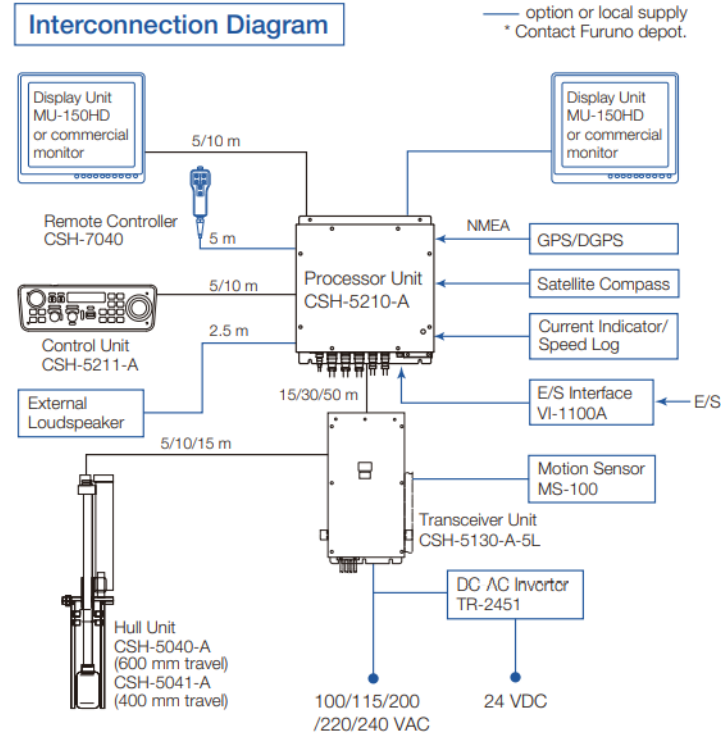 Interconnection Diagram
option or local supply
* Contact Furuno depot.
Display Unit
MU-150HD
or commercial
monitor
5/10 m
Display Unit
MU-150HD
or commercial
monitor
Remote Controller
CSH-7040
5 m
NMEA
GPS/DGPS
Processor Unit
CSH-5210-A
Satellite Compass
5/10 m
Control Unit
CSH-5211-A
2.5 m
Current Indicator/
Speed Log
External
Loudspeaker
15/30/50 m
E/S Interface
VI-1100A
E/S
5/10/15 m
Motion Sensor
MS-100
Transceiver Unit
CSH-5130-A-5L
DC AC Invertor
TR-2451
Hull Unit
CSH-5040-A
(600 mm travel)
CSH-5041-A
(400 mm travel)
100/115/200
/220/240 VAC
24 VDC